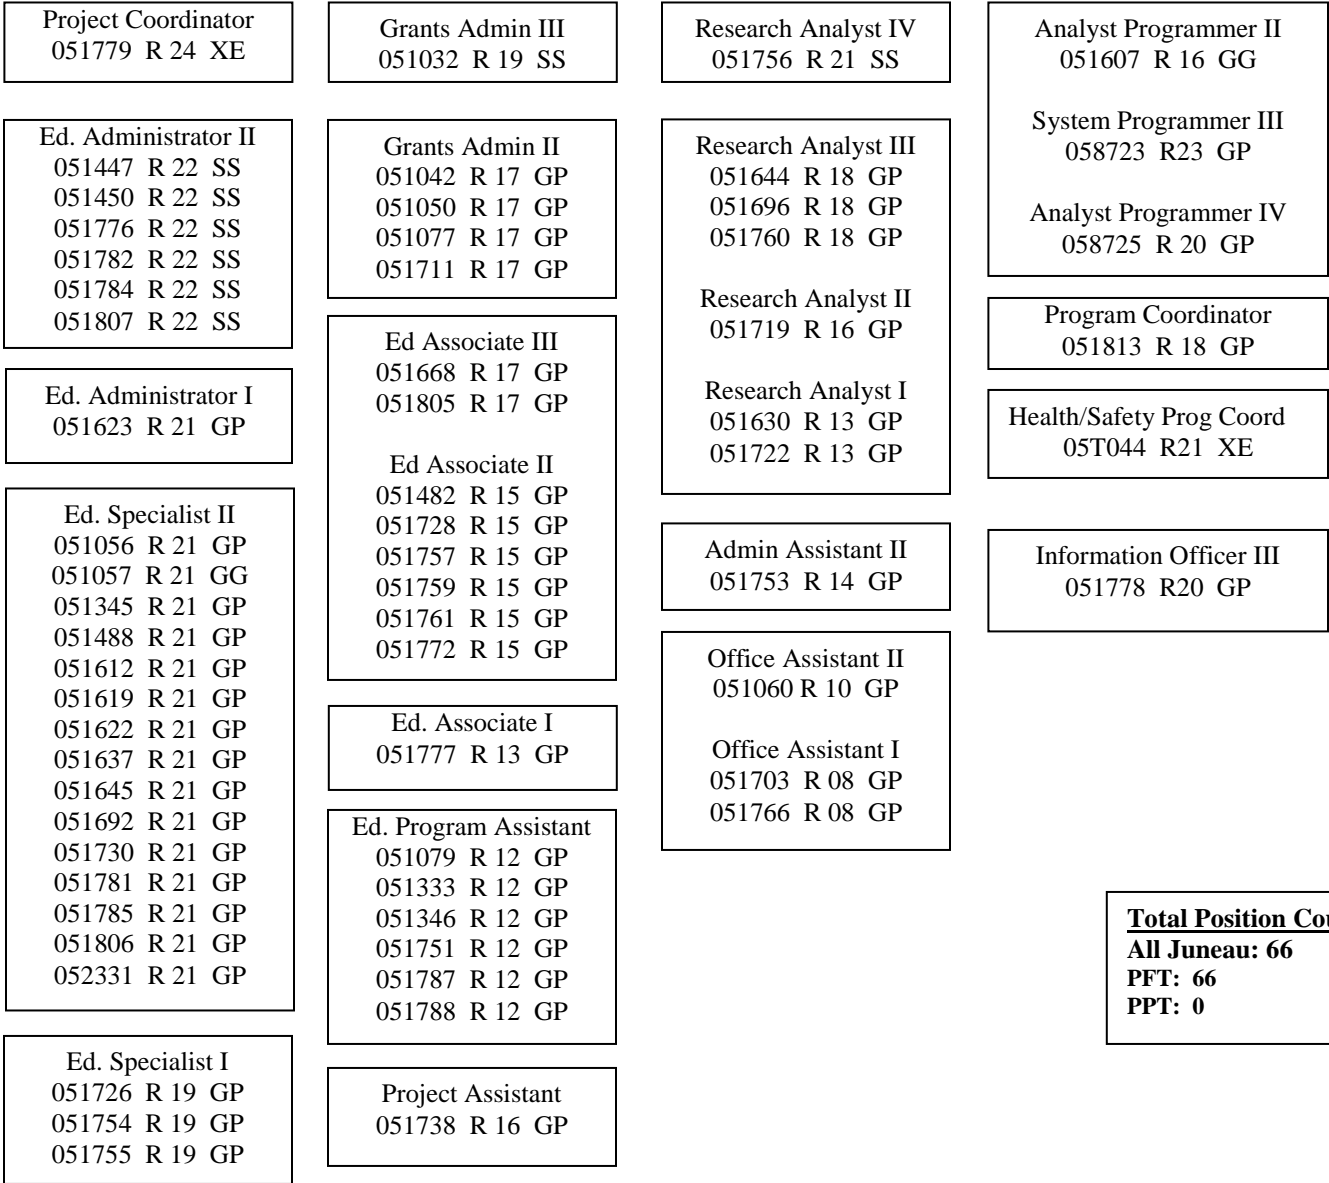 Project Coordinator
051779 R 24 XE
Ed. Administrator II
051447 R 22 SS
051450 R 22 SS
051776 R 22 SS
051782 R 22 SS
051784 R 22 SS
051807 R 22 SS
Ed. Administrator I
051623 R 21 GP
Ed. Specialist II
051056 R 21 GP
051057 R 21 GG
051345 R 21 GP
051488 R 21 GP
051612 R 21 GP
051619 R 21 GP
051622 R 21 GP
051637 R 21 GP
051645 R 21 GP
051692 R 21 GP
051730 R 21 GP
051781 R 21 GP
051785 R 21 GP
051806 R 21 GP
052331 R 21 GP
Ed. Specialist I
051726 R 19 GP
051754 R 19 GP
051755 R 19 GP
Grants Admin III
051032 R 19 SS
Grants Admin II
051042 R 17 GP
051050 R 17 GP
051077 R 17 GP
051711 R 17 GP
Ed Associate III
051668 R 17 GP
051805 R 17 GP
Ed Associate II
051482 R 15 GP
051728 R 15 GP
051757 R 15 GP
051759 R 15 GP
051761 R 15 GP
051772 R 15 GP
Ed. Associate I
051777 R 13 GP
Ed. Program Assistant
051079 R 12 GP
051333 R 12 GP
051346 R 12 GP
051751 R 12 GP
051787 R 12 GP
051788 R 12 GP
Project Assistant
051738 R 16 GP
Research Analyst IV
051756 R 21 SS
Research Analyst III
051644 R 18 GP
051696 R 18 GP
051760 R 18 GP
Research Analyst II
051719 R 16 GP
Research Analyst I
051630 R 13 GP
051722 R 13 GP
Admin Assistant II
051753 R 14 GP
Office Assistant II
051060 R 10 GP
Office Assistant I
051703 R 08 GP
051766 R 08 GP
Analyst Programmer II
051607 R 16 GG
System Programmer III
058723 R23 GP
Analyst Programmer IV
058725 R 20 GP
Program Coordinator
051813 R 18 GP
Health/Safety Prog Coord
05T044 R21 XE
Information Officer III
051778 R20 GP
Total Position Cou
All Juneau: 66
PFT: 66
PPT: 0